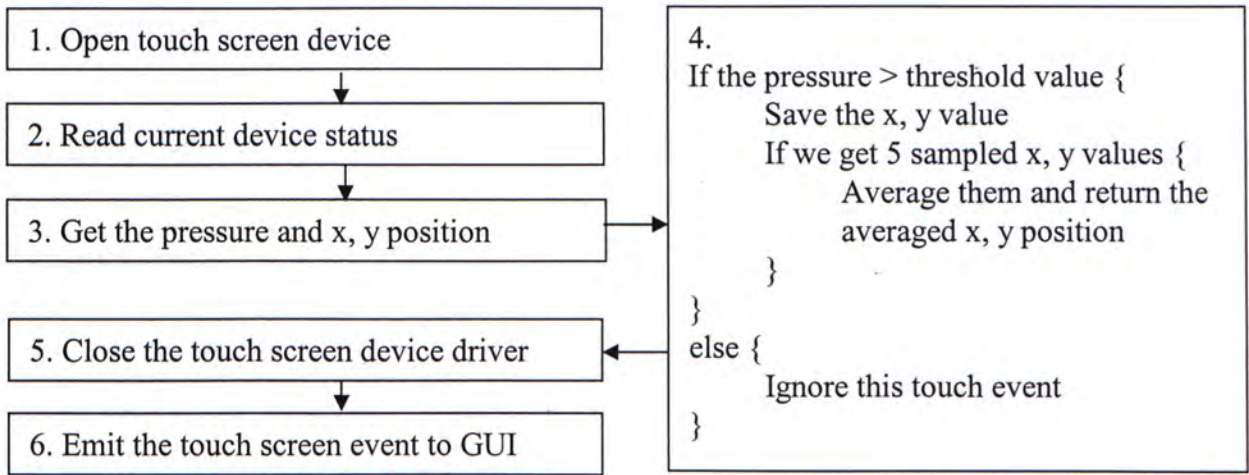 1. Open touch screen device
2. Read current device status
3. Get the pressure and x, y position
4.
If the pressure > threshold value {
Save the x, y value
If we get 5 sampled x, y values {
Average them and return the
averaged x, y position
}
}
else {
Ignore this touch event
}
5. Close the touch screen device driver
6. Emit the touch screen event to GUI